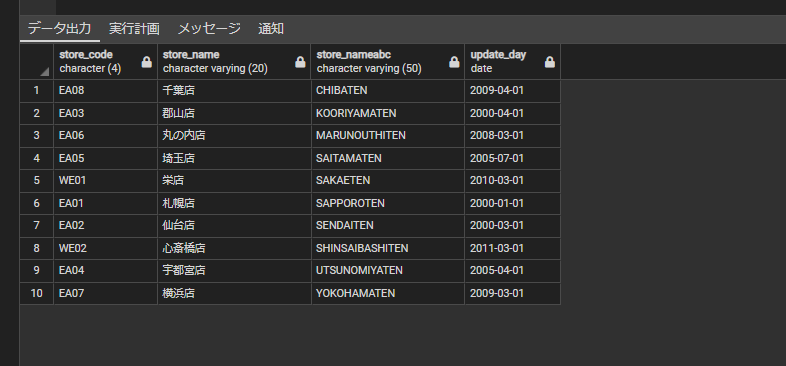 データ出力 実行計画 メッセージ 通知
store_code store_name store_nameabc update_day
character (4) character varying (20) character varying (50) date
1 EA08 千葉店 CHIBATEN 2009-04-01
2 EA03 郡山店 KOORIYAMATEN 2000-04-01
3 EA06 丸の内店 MARUNOUTHITEN 2008-03-01
4 EA05 埼玉店 SAITAMATEN 2005-07-01
5 WE01 栄店 SAKAETEN 2010-03-01
6 EA01 札幌店 SAPPOROTEN 2000-01-01
7 EA02 仙台店 SENDAITEN 2000-03-01
8 WE02 心斎橋店 SHINSAIBASHITEN 2011-03-01
9 EA04 宇都宮店 UTSUNOMIYATEN 2005-04-01
10 EA07 横浜店 YOKOHAMATEN 2009-03-01